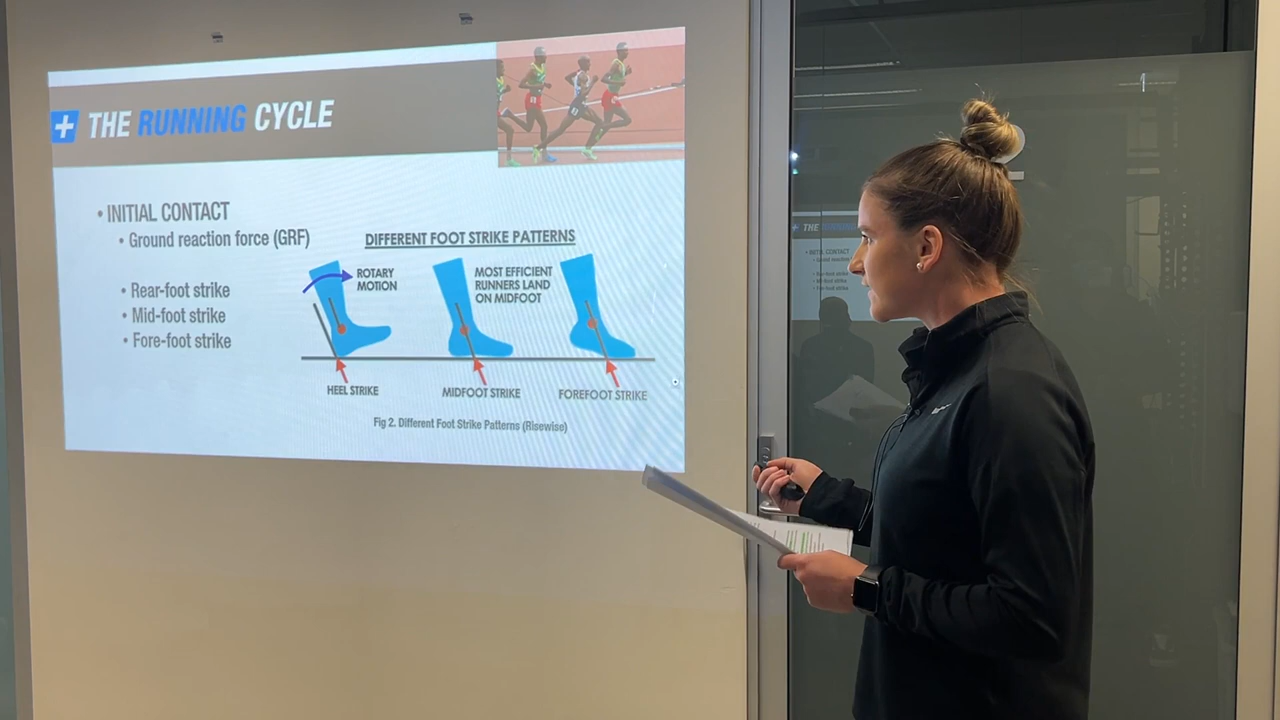 THE RUNNING CYCLE
• INITIAL CONTACT
• Ground reaction force (GRF)
• Rear-foot strike
• Mid-foot strike
• Fore-foot strike
DIFFERENT FOOT STRIKE PATTERNS
ROTARY
MOTION
MOST EFFICIENT
RUNNERS LAND
ON MIDFOOT
HEEL STRIKE
MIDFOOT STRIKE
FOREFOOT STRIKE
Fig 2. Different Foot Strike Patterns (Risewise)
THE RUNNING